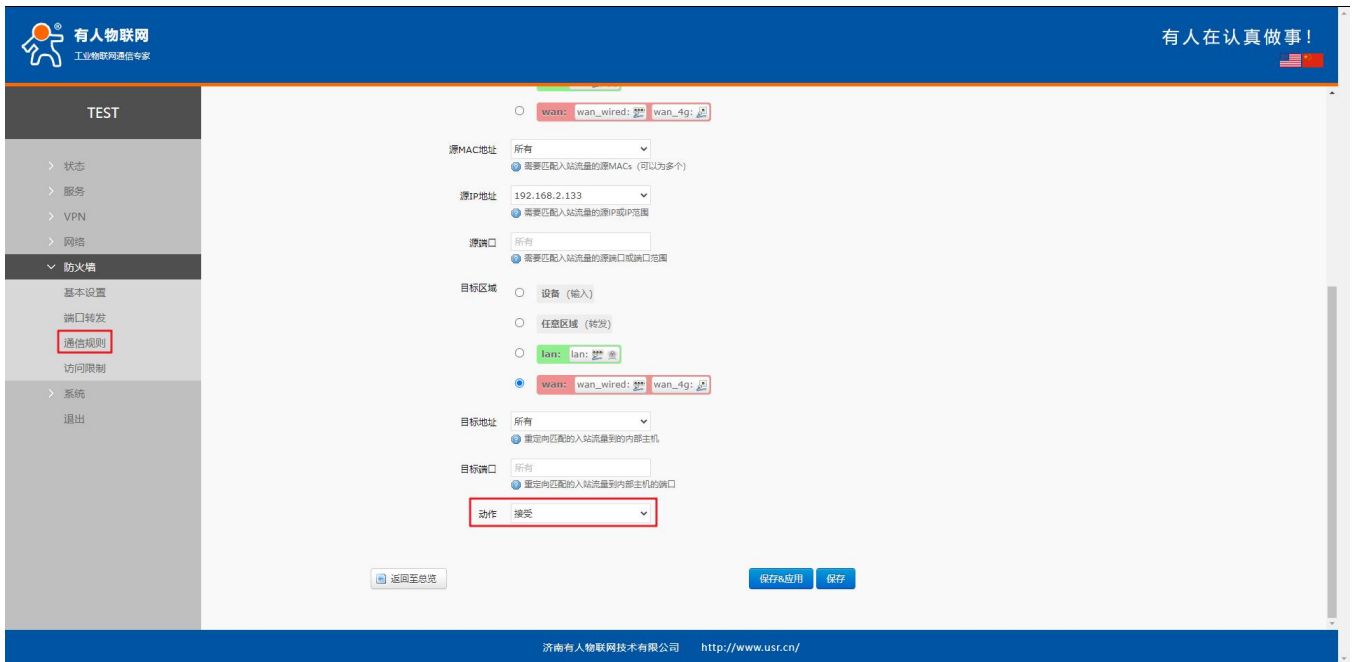 有人物联网
工业物联网通信专家
有人在认真做事!
TEST
状态
服务
VPN
网络
防火墙
基本设置
端口转发
通信规则
访问限制
系统
退出
wan: wan_wired: wan_4g:
源MAC地址 所有
需要匹配入站流量的源MACs (可以为多个)
源IP地址 192.168.2.133
需要匹配入站流量的源IP或IP范围
源端口 所有
需要匹配入站流量的源端口或端口范围
目标区域 设备 (输入)
任意区域 (转发)
lan: lan:
wan: wan_wired: wan_4g:
目标地址 所有
重定向匹配的入站流量到的内部主机
目标端口 所有
重定向匹配的入站流量到内部主机的端口
动作 接受
返回至总览 保存&应用 保存
济南有人物联网技术有限公司 http://www.usr.cn/